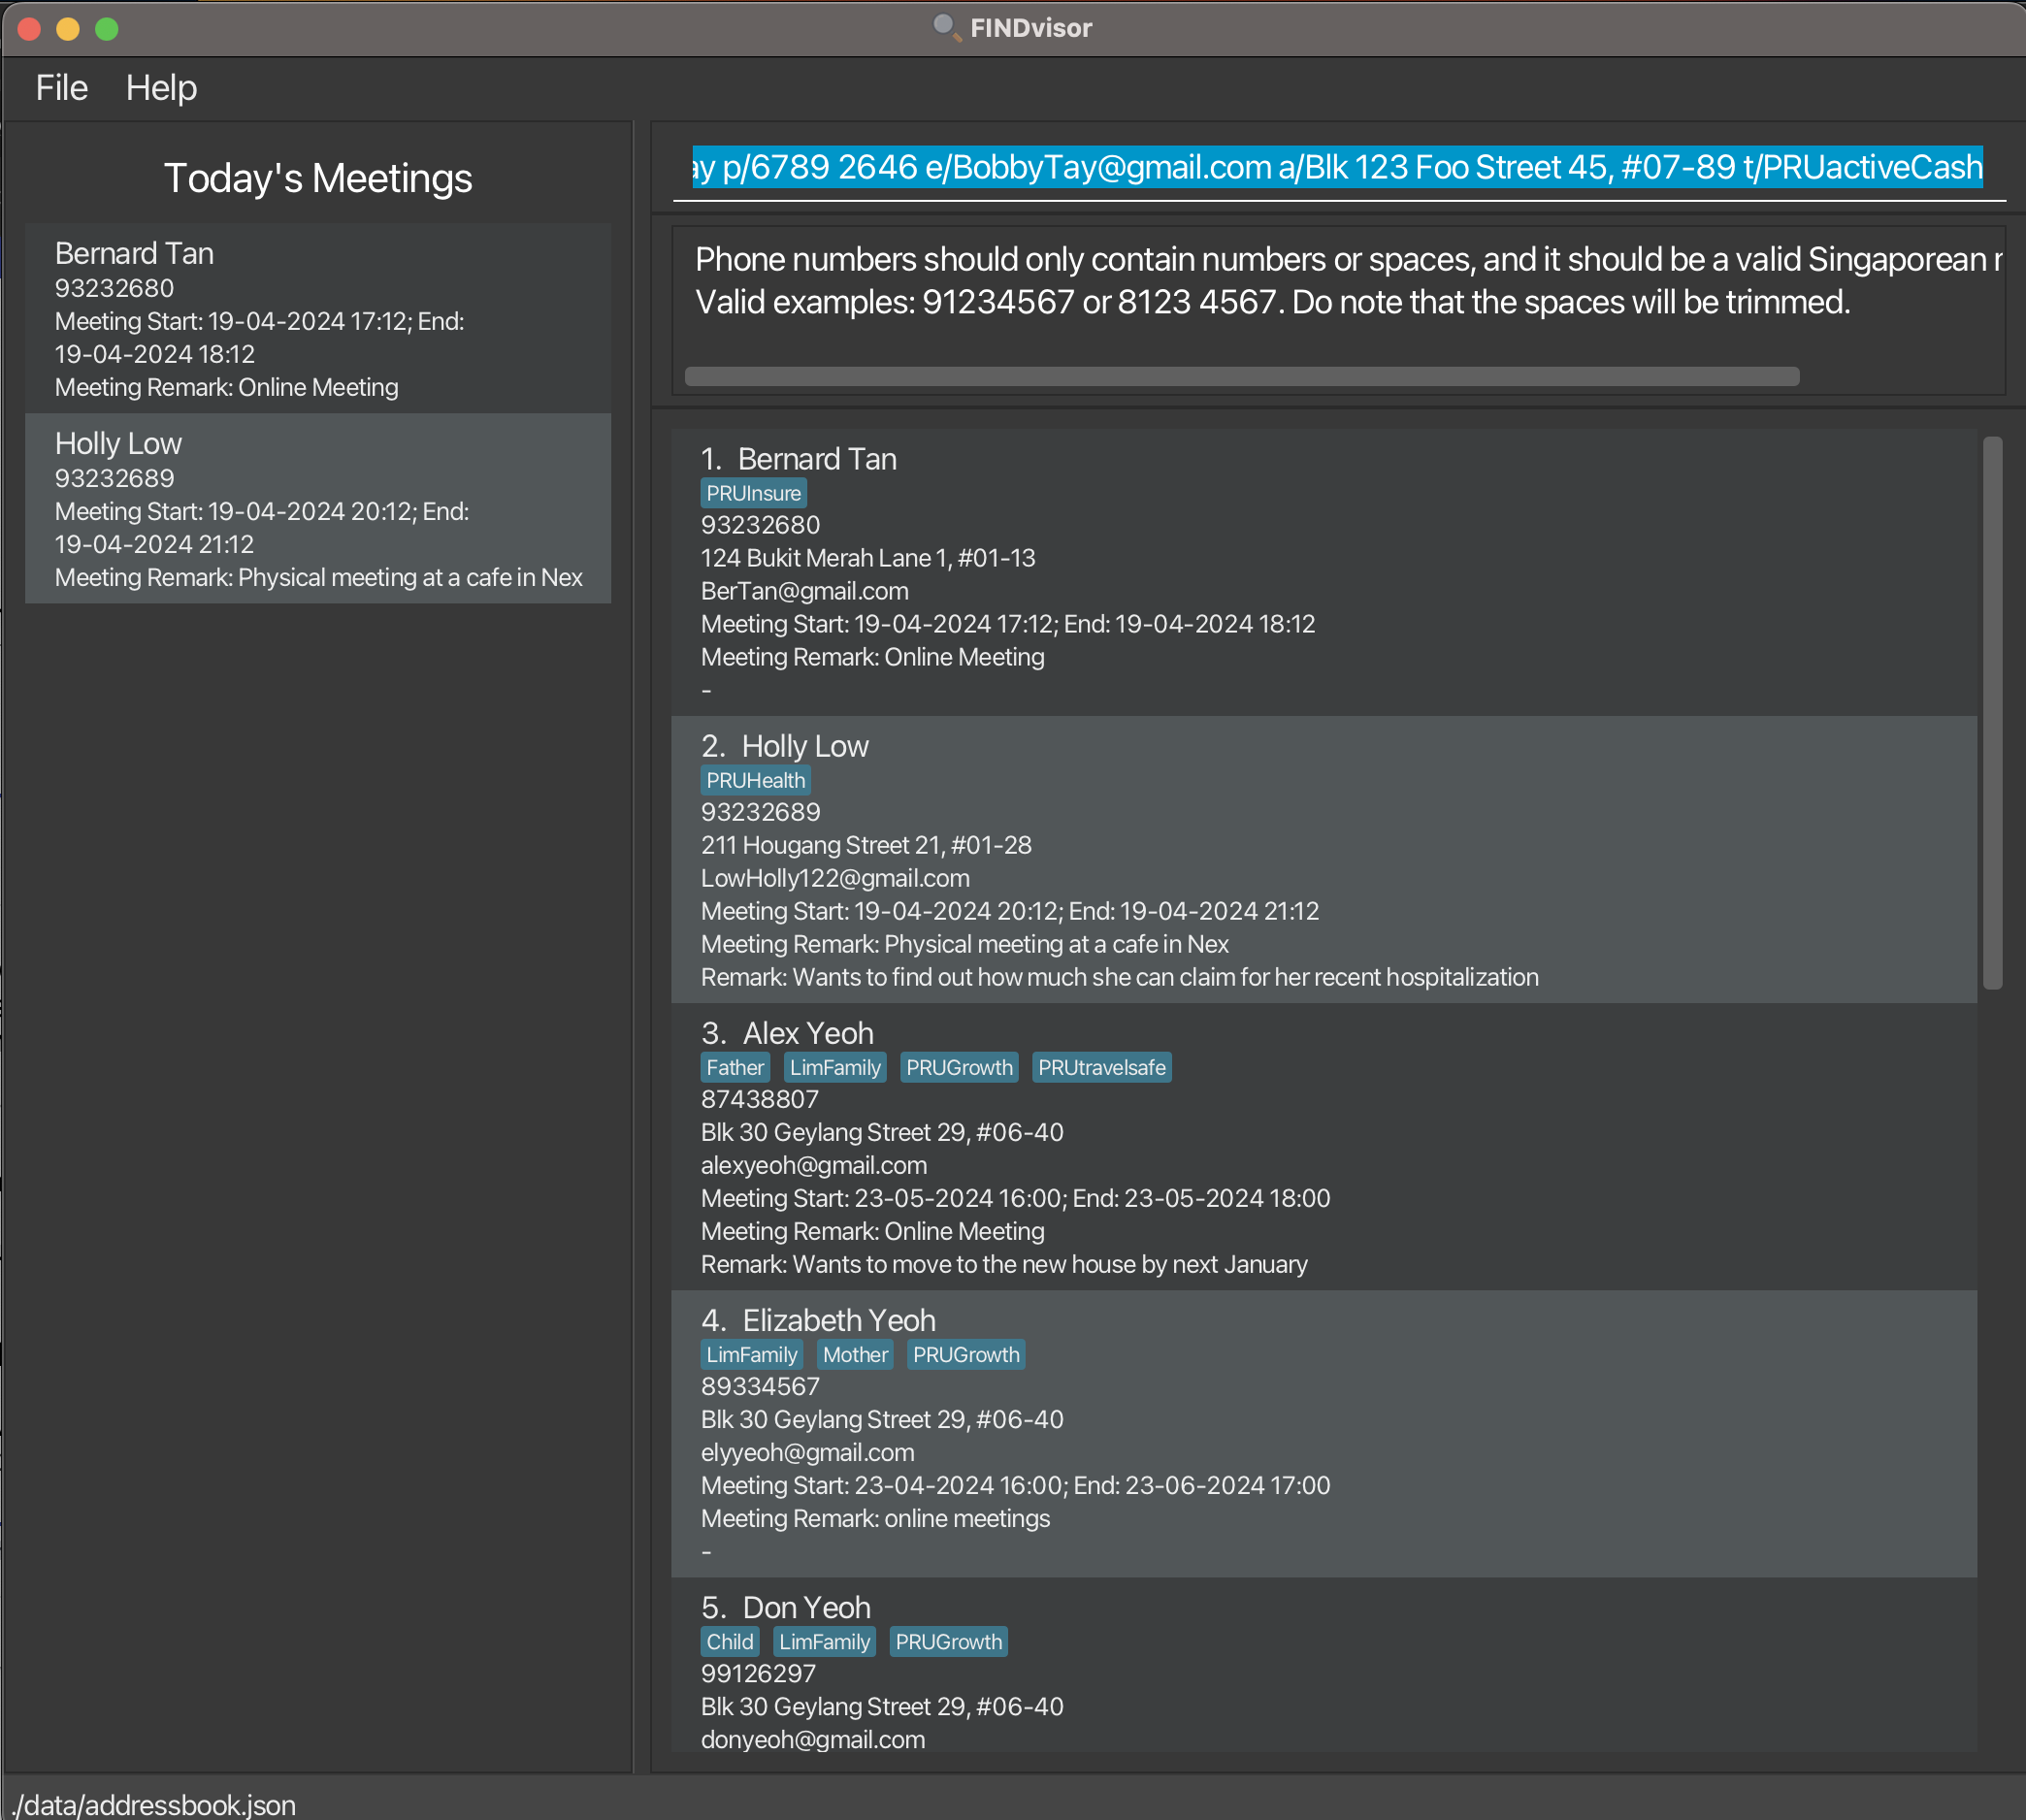 FINDvisor
File Help
Today's Meetings
Bernard Tan
93232680
Meeting Start: 19-04-2024 17:12; End:
19-04-2024 18:12
Meeting Remark: Online Meeting
Holly Low
93232689
Meeting Start: 19-04-2024 20:12; End:
19-04-2024 21:12
Meeting Remark: Physical meeting at a cafe in Nex
p/6789 2646 e/BobbyTay@gmail.com a/Blk 123 Foo Street 45, #07-89 t/PRUactiveCash
Phone numbers should only contain numbers or spaces, and it should be a valid Singaporean
Valid examples: 91234567 or 8123 4567. Do note that the spaces will be trimmed.
1. Bernard Tan
PRUInsure
93232680
124 Bukit Merah Lane 1, #01-13
BerTan@gmail.com
Meeting Start: 19-04-2024 17:12; End: 19-04-2024 18:12
Meeting Remark: Online Meeting
-
2. Holly Low
PRUHealth
93232689
211 Hougang Street 21, #01-28
LowHolly122@gmail.com
Meeting Start: 19-04-2024 20:12; End: 19-04-2024 21:12
Meeting Remark: Physical meeting at a cafe in Nex
Remark: Wants to find out how much she can claim for her recent hospitalization
3. Alex Yeoh
Father LimFamily PRUGrowth PRUtravelsafe
87438807
Blk 30 Geylang Street 29, #06-40
alexyeoh@gmail.com
Meeting Start: 23-05-2024 16:00; End: 23-05-2024 18:00
Meeting Remark: Online Meeting
Remark: Wants to move to the new house by next January
4. Elizabeth Yeoh
LimFamily Mother PRUGrowth
89334567
Blk 30 Geylang Street 29, #06-40
elyyeoh@gmail.com
Meeting Start: 23-04-2024 16:00; End: 23-06-2024 17:00
Meeting Remark: online meetings
-
5. Don Yeoh
Child LimFamily PRUGrowth
99126297
Blk 30 Geylang Street 29, #06-40
donyeoh@gmail.com
./data/addressbook.json